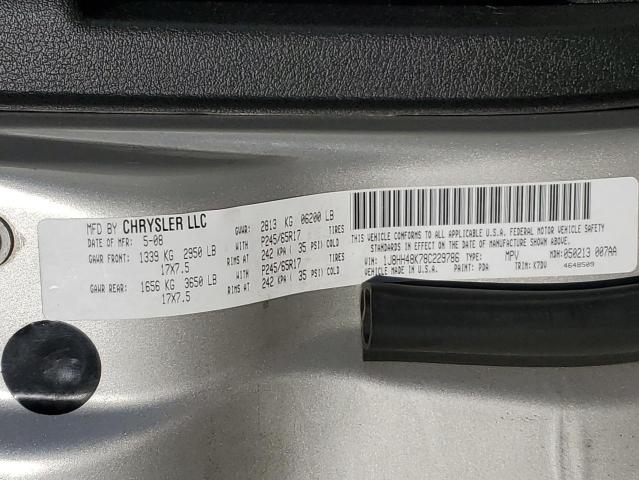 MFD BY CHRYSLER LLC
DATE OF MFR: 5-08
GVWR: 2813 KG 06200 LB
GAWR FRONT: 1339 KG 2950 LB
WITH P245/65R17 TIRES
17X7.5
RIMS AT 242 KPA ( 35 PSI) COLD
GAWR REAR: 1656 KG 3650 LB
WITH P245/65R17 TIRES
17X7.5
RIMS AT 242 KPA ( 35 PSI) COLD
THIS VEHICLE CONFORMS TO ALL APPLICABLE U.S.A. FEDERAL MOTOR VEHICLE SAFETY
STANDARDS IN EFFECT ON THE DATE OF MANUFACTURE SHOWN ABOVE.
VIN: 1J8HH48K78C229786 TYPE: MPV MDH: 050213 007AA
PAINT: PDA TRIM: K7DV 4648509